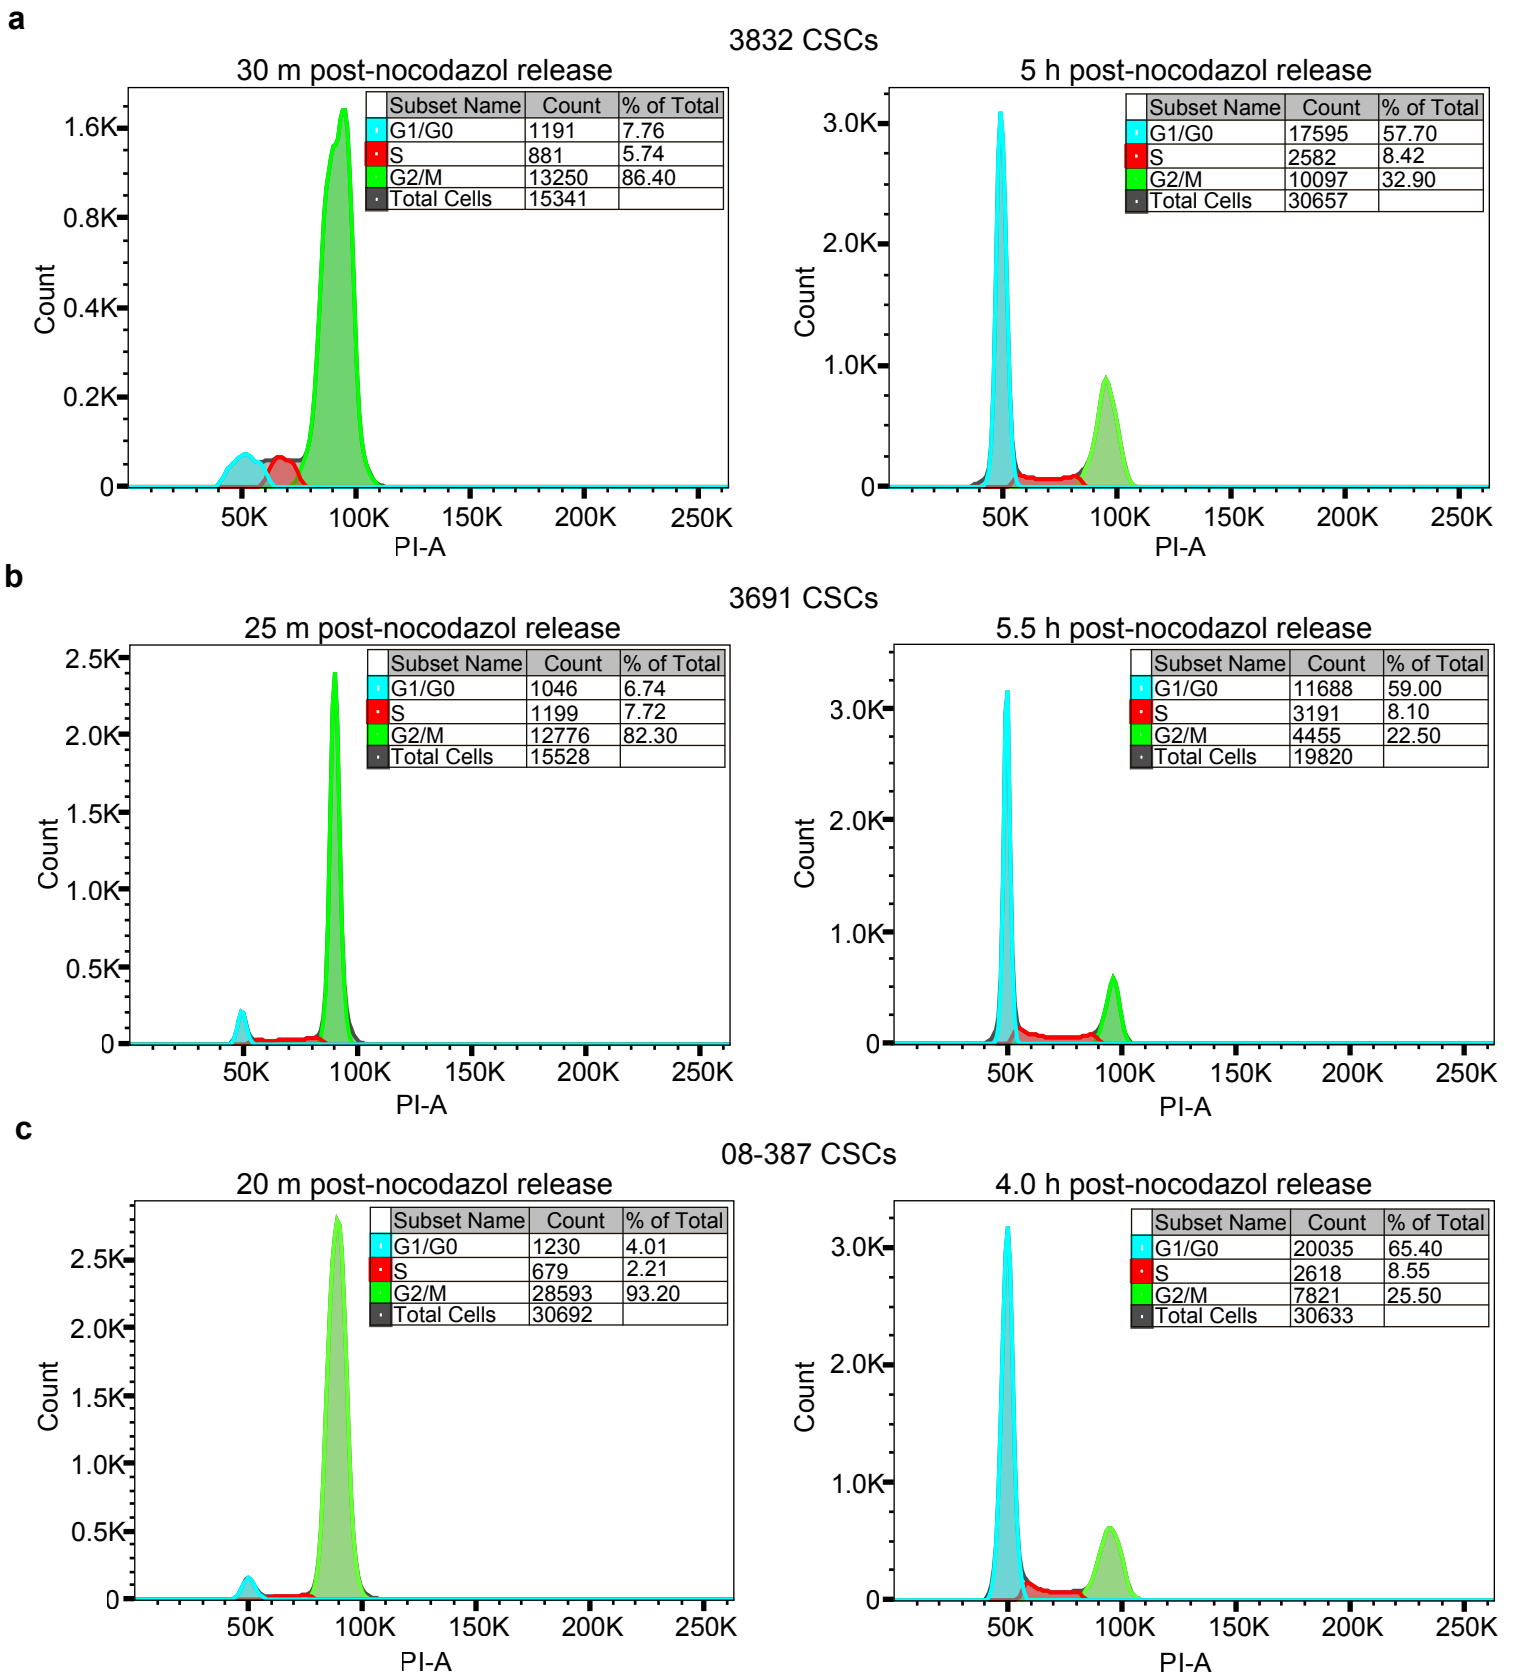 a
3832 CSCs
30 m post-nocodazol release
Subset Name Count % of Total
G1/G0 1191 7.76
S 881 5.74
G2/M 13250 86.40
Total Cells 15341
1.6K
0.8K
0.4K
0.2K
0
Count
50K 100K 150K 200K 250K
PI-A
5 h post-nocodazol release
Subset Name Count % of Total
G1/G0 17595 57.70
S 2582 8.42
G2/M 10097 32.90
Total Cells 30657
3.0K
2.0K
1.0K
0
Count
50K 100K 150K 200K 250K
PI-A
b
3691 CSCs
25 m post-nocodazol release
Subset Name Count % of Total
G1/G0 1046 6.74
S 1199 7.72
G2/M 12776 82.30
Total Cells 15528
2.5K
2.0K
1.5K
1.0K
0.5K
0
Count
50K 100K 150K 200K 250K
PI-A
5.5 h post-nocodazol release
Subset Name Count % of Total
G1/G0 11688 59.00
S 3191 8.10
G2/M 4455 22.50
Total Cells 19820
3.0K
2.0K
1.0K
0
Count
50K 100K 150K 200K 250K
PI-A
c
08-387 CSCs
20 m post-nocodazol release
Subset Name Count % of Total
G1/G0 1230 4.01
S 679 2.21
G2/M 28593 93.20
Total Cells 30692
2.5K
2.0K
1.5K
1.0K
0.5K
0
Count
50K 100K 150K 200K 250K
PI-A
4.0 h post-nocodazol release
Subset Name Count % of Total
G1/G0 20035 65.40
S 2618 8.55
G2/M 7821 25.50
Total Cells 30633
3.0K
2.0K
1.0K
0
Count
50K 100K 150K 200K 250K
PI-A